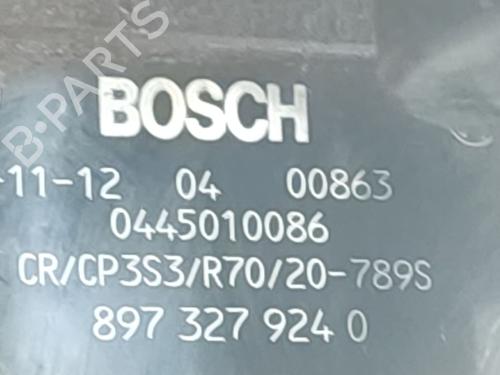 B-PARTS
BOSCH
-11-12 04 00863
0445010086
CR/CP3S3/R70/20-789S
897 327 924 0